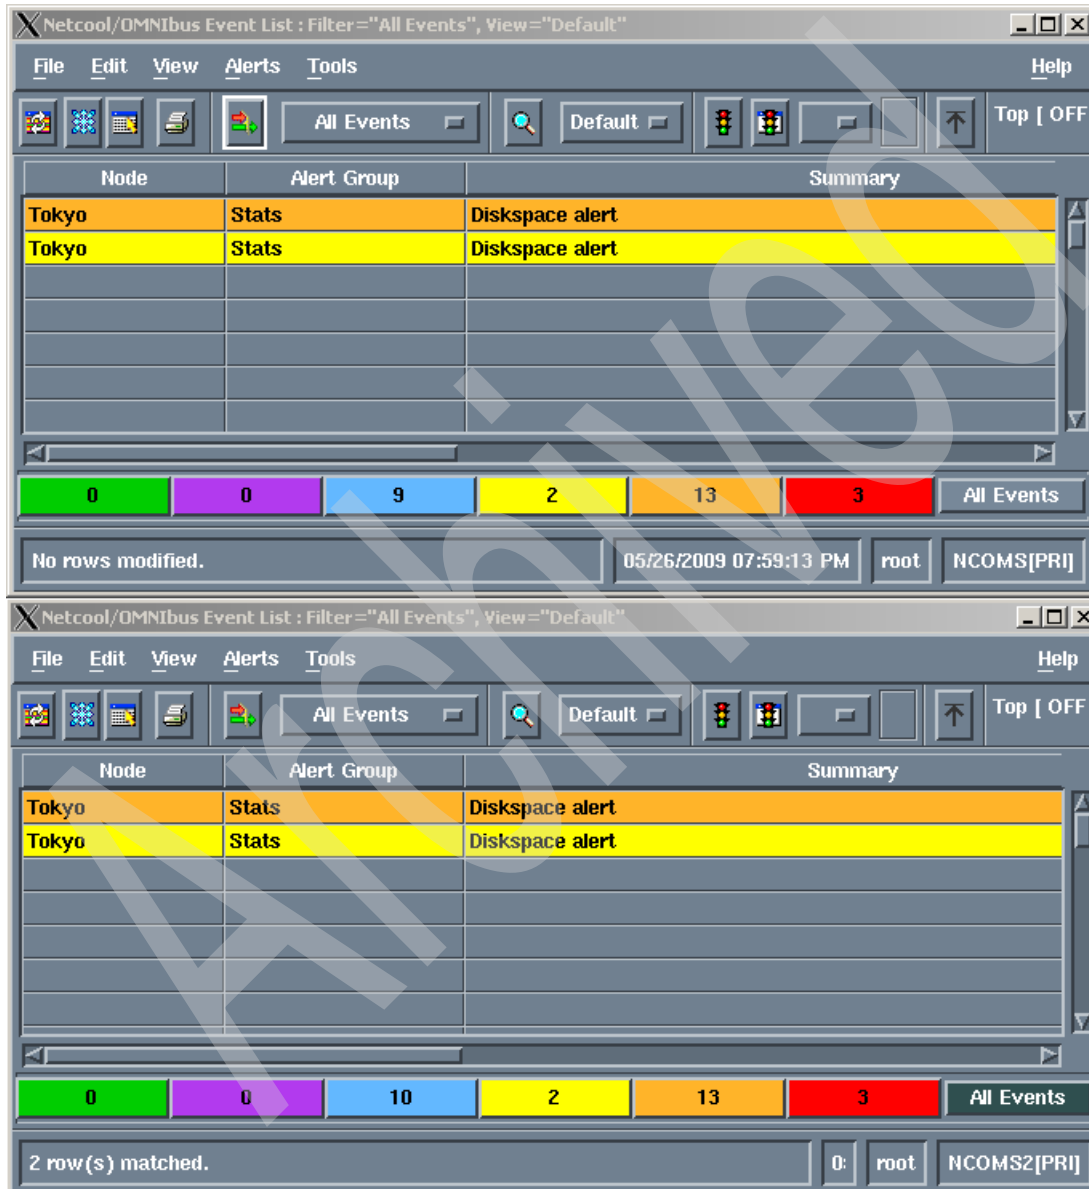 Netcool/OMNIbus Event List : Filter="All Events", View="Default"
File Edit View Alerts Tools Help
All Events Default Top [ OFF
Node Alert Group Summary
Tokyo Stats Diskspace alert
Tokyo Stats Diskspace alert
0 0 9 2 13 3 All Events
No rows modified. 05/26/2009 07:59:13 PM root NCOMS[PRI]
Netcool/OMNIbus Event List : Filter="All Events", View="Default"
File Edit View Alerts Tools Help
All Events Default Top [ OFF
Node Alert Group Summary
Tokyo Stats Diskspace alert
Tokyo Stats Diskspace alert
0 0 10 2 13 3 All Events
2 row(s) matched. 0: root NCOMS2[PRI]
Archived